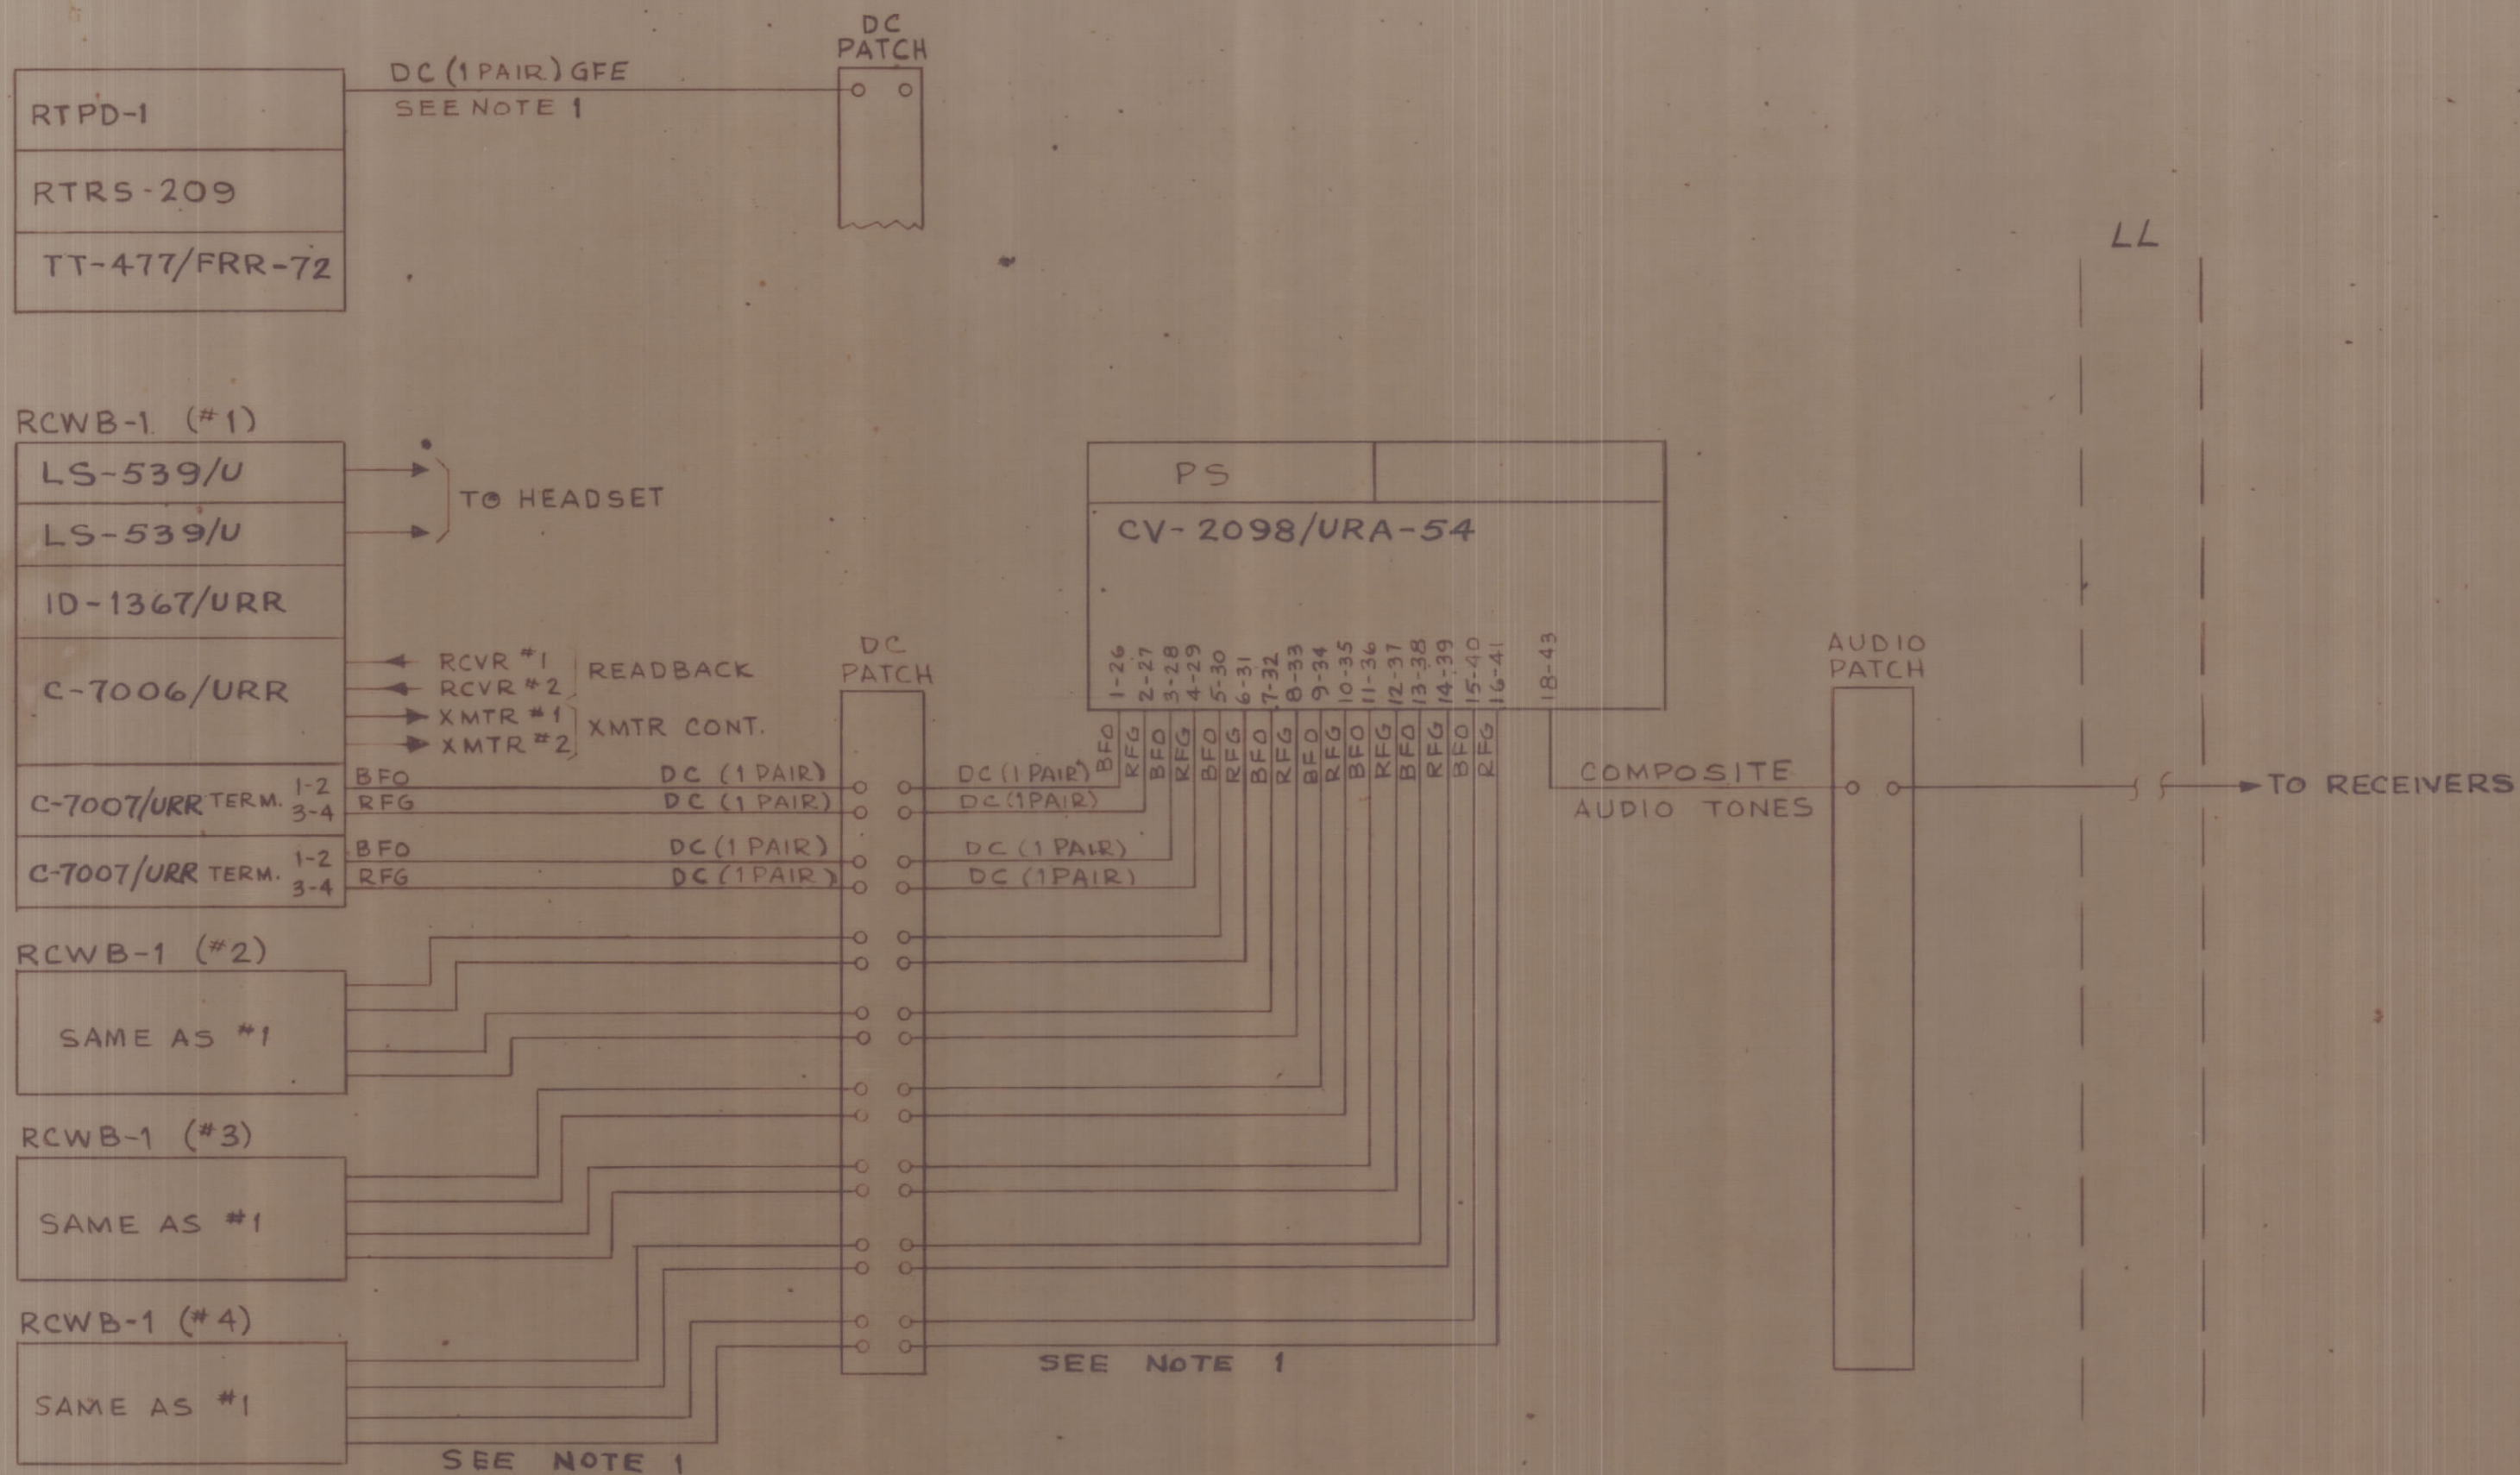 DC
PATCH
DC (1 PAIR) GFE
SEE NOTE 1
RTPD-1
RTRS-209
TT-477/FRR-72
LL
RCWB-1. (#1)
LS-539/U
LS-539/U
TO HEADSET
ID-1367/URR
C-7006/URR
RCVR #1
RCVR #2
READBACK
XMTR #1
XMTR #2
XMTR CONT.
C-7007/URR TERM. 1-2
3-4
BFO
RFG
DC (1 PAIR)
DC (1 PAIR)
C-7007/URR TERM. 1-2
3-4
BFO
RFG
DC (1 PAIR)
DC (1 PAIR)
DC
PATCH
DC (1 PAIR)
DC (1 PAIR)
DC (1 PAIR)
DC (1 PAIR)
PS
CV-2098/URA-54
1-26
2-27
3-28
4-29
5-30
6-31
7-32
8-33
9-34
10-35
11-36
12-37
13-38
14-39
15-40
16-41
18-43
BFO
RFG
BFO
RFG
BFO
RFG
BFO
RFG
BFO
RFG
BFO
RFG
BFO
RFG
BFO
RFG
COMPOSITE
AUDIO TONES
AUDIO
PATCH
TO RECEIVERS
RCWB-1 (#2)
SAME AS #1
RCWB-1 (#3)
SAME AS #1
RCWB-1 (#4)
SAME AS #1
SEE NOTE 1
SEE NOTE 1